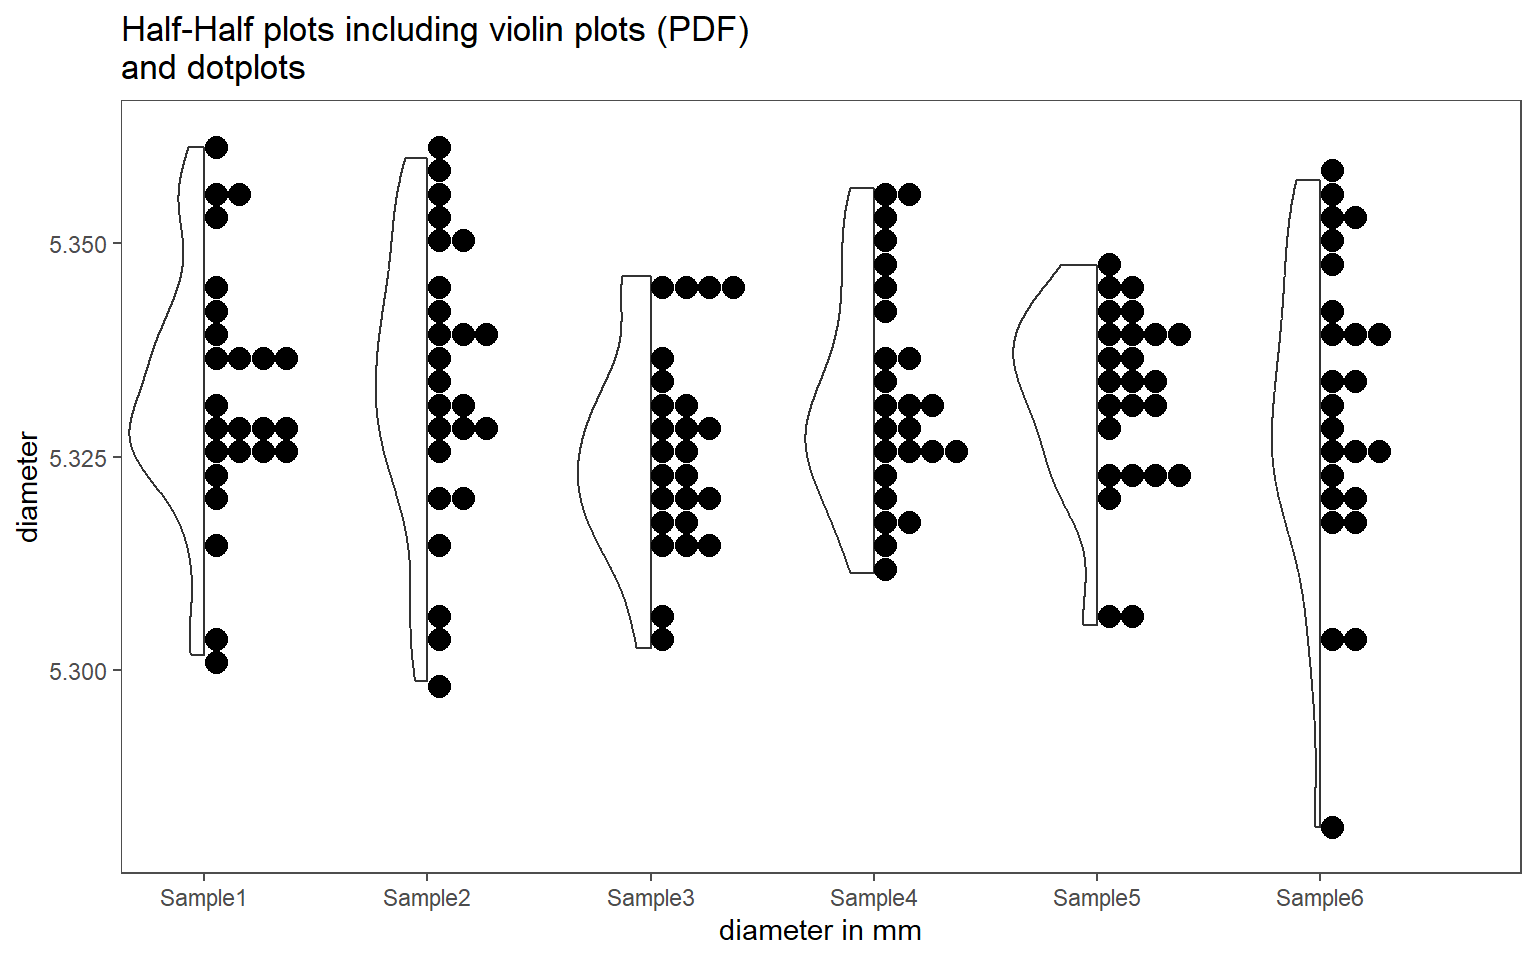 Half-Half plots including violin plots (PDF)
and dotplots
diameter
5.350
5.325
5.300
Sample1
Sample2
Sample3
Sample4
Sample5
Sample6
diameter in mm